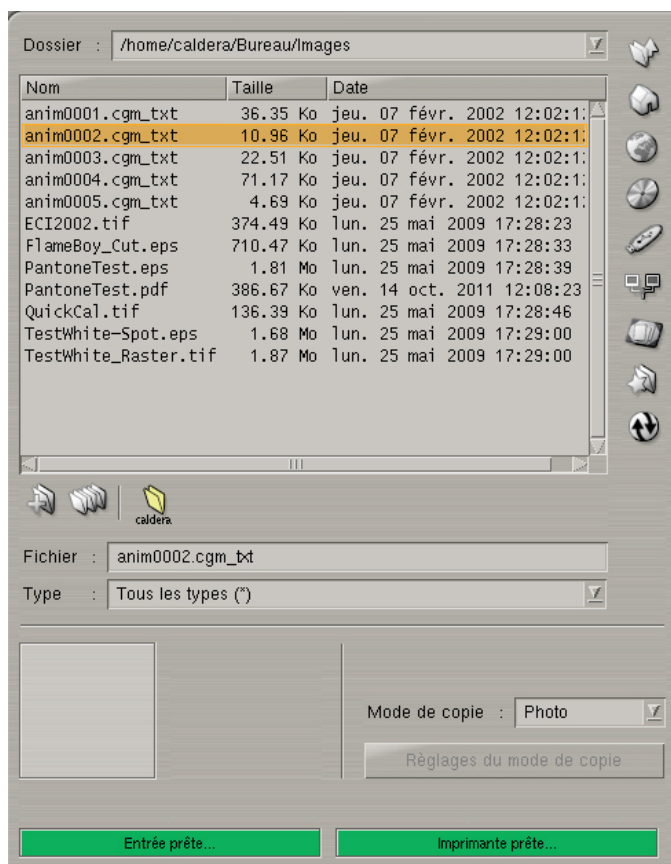 Dossier : /home/caldera/Bureau/Images
Nom Taille Date
anim0001.cgm_txt 36.35 Ko jeu. 07 févr. 2002 12:02:1
anim0002.cgm_txt 10.96 Ko jeu. 07 févr. 2002 12:02:1
anim0003.cgm_txt 22.51 Ko jeu. 07 févr. 2002 12:02:1
anim0004.cgm_txt 71.17 Ko jeu. 07 févr. 2002 12:02:1
anim0005.cgm_txt 4.69 Ko jeu. 07 févr. 2002 12:02:1
ECI2002.tif 374.49 Ko lun. 25 mai 2009 17:28:23
FlameBoy_Cut.eps 710.47 Ko lun. 25 mai 2009 17:28:33
PantoneTest.eps 1.81 Mo lun. 25 mai 2009 17:28:39
PantoneTest.pdf 386.67 Ko ven. 14 oct. 2011 12:08:23
QuickCal.tif 136.39 Ko lun. 25 mai 2009 17:28:46
TestWhite-Spot.eps 1.68 Mo lun. 25 mai 2009 17:29:00
TestWhite_Raster.tif 1.87 Mo lun. 25 mai 2009 17:29:00
caldera
Fichier : anim0002.cgm_txt
Type : Tous les types (*)
Mode de copie : Photo
Règlages du mode de copie
Entrée prête... Imprimante prête...